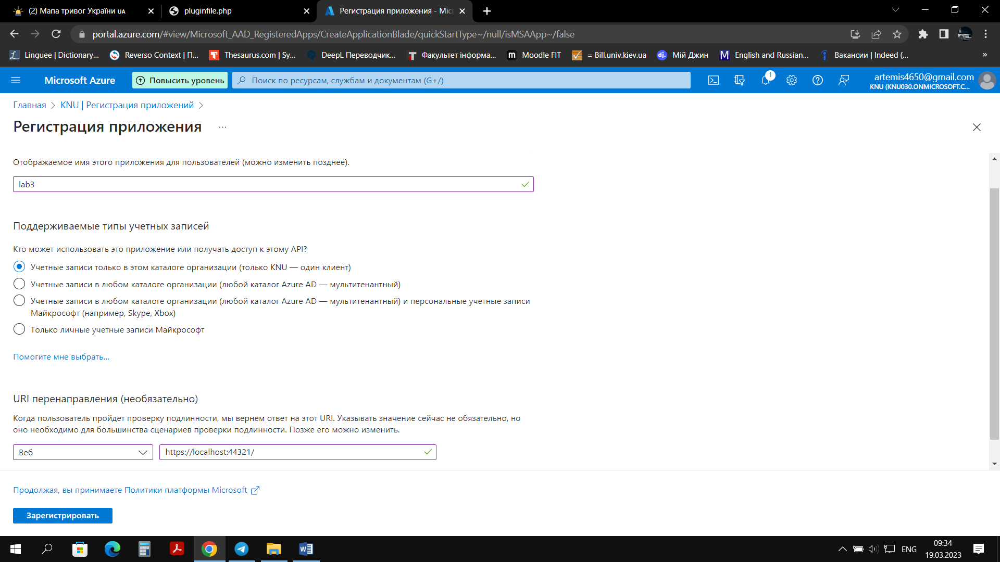 (2) Мапа тривог України UA
pluginfile.php
Регистрация приложения - Mic
portal.azure.com/#view/Microsoft_AAD_RegisteredApps/CreateApplicationBlade/quickStartType~/null/isMSAApp~/false
Linguee | Dictionary...
Reverso Context | П...
Thesaurus.com | Sy...
DeepL Переводчик...
Факультет інформа...
Moodle FIT
= Bill.univ.kiev.ua
Мій Джин
English and Russian...
Вакансии | Indeed (...
»
Microsoft Azure
Повысить уровень
Поиск по ресурсам, службам и документам (G+/)
1
artemis4650@gmail.com
KNU (KNU030.ONMICROSOFT.C...
Главная > KNU | Регистрация приложений >
Регистрация приложения ...
Отображаемое имя этого приложения для пользователей (можно изменить позднее).
lab3
Поддерживаемые типы учетных записей
Кто может использовать это приложение или получать доступ к этому API?
Учетные записи только в этом каталоге организации (только KNU — один клиент)
Учетные записи в любом каталоге организации (любой каталог Azure AD — мультитенантный)
Учетные записи в любом каталоге организации (любой каталог Azure AD — мультитенантный) и персональные учетные записи
Майкрософт (например, Skype, Xbox)
Только личные учетные записи Майкрософт
Помогите мне выбрать...
URI перенаправления (необязательно)
Когда пользователь пройдет проверку подлинности, мы вернем ответ на этот URI. Указывать значение сейчас не обязательно, но
оно необходимо для большинства сценариев проверки подлинности. Позже его можно изменить.
Веб
https://localhost:44321/
Продолжая, вы принимаете Политики платформы Microsoft
Зарегистрировать
ENG
09:34
19.03.2023